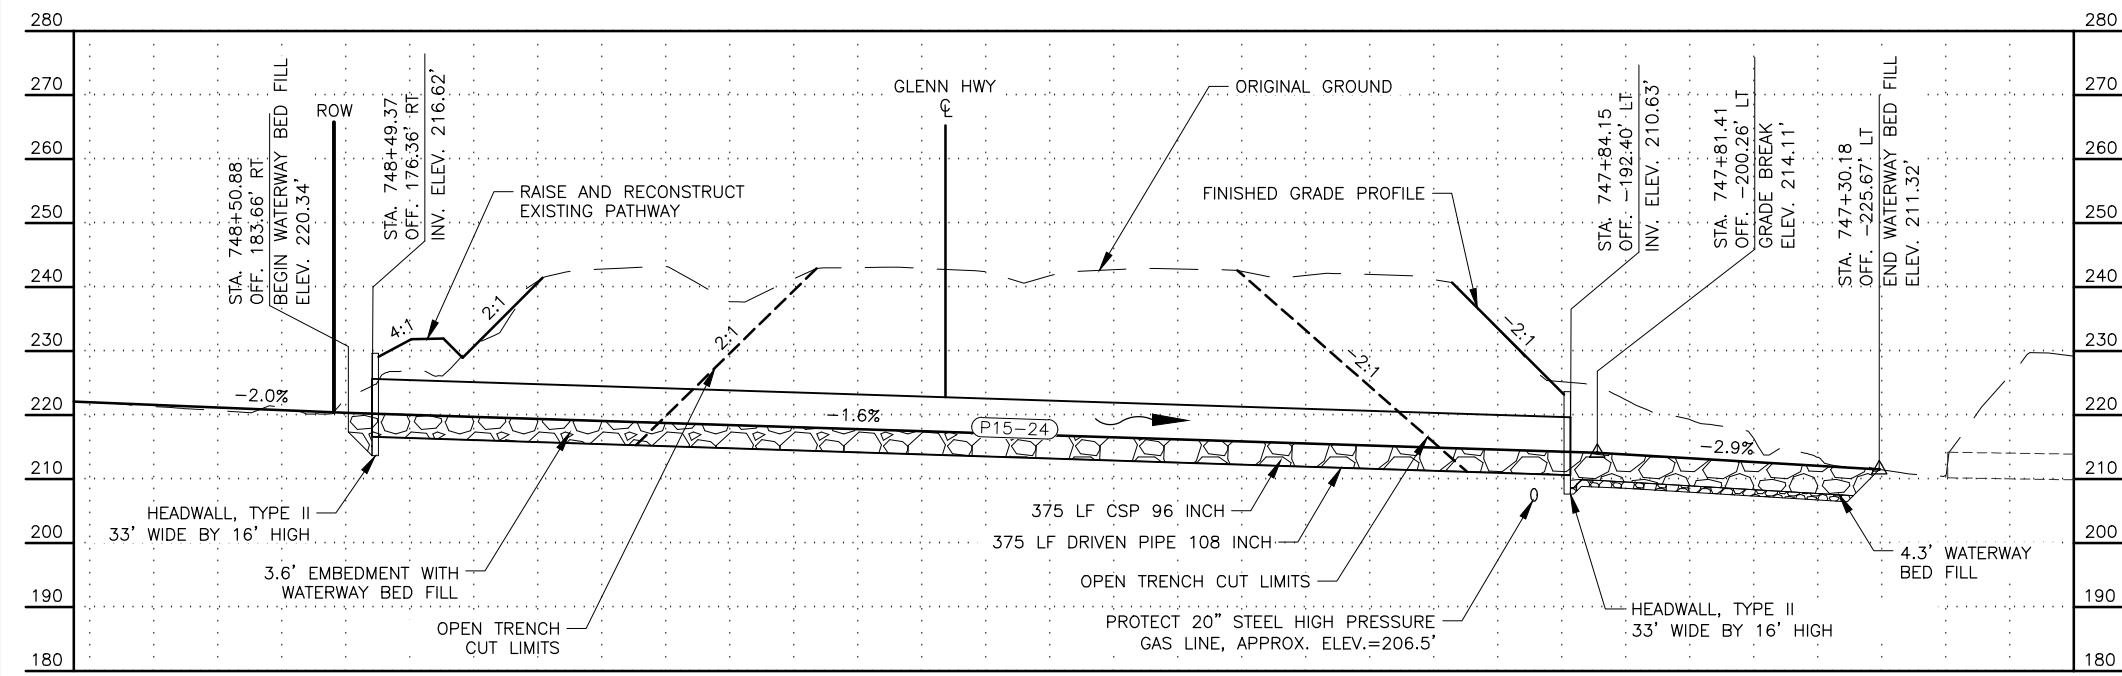 280
270
260
250
240
230
220
210
200
190
180
STA. 748+50.88
OFF. 183.66' RT
BEGIN WATERWAY BED FILL
ELEV. 220.34'
ROW
STA. 748+49.37
OFF. 176.36' RT
INV. ELEV. 216.62'
RAISE AND RECONSTRUCT
EXISTING PATHWAY
4:1
2:1
2:1
GLENN HWY
℄
ORIGINAL GROUND
FINISHED GRADE PROFILE
-2:1
-2:1
STA. 747+84.15
OFF. -192.40' LT
INV. ELEV. 210.63'
STA. 747+81.41
OFF. -200.26' LT
GRADE BREAK
ELEV. 214.11'
STA. 747+30.18
OFF. -225.67' LT
END WATERWAY BED FILL
ELEV. 211.32'
-2.0%
-1.6%
P15-24
-2.9%
HEADWALL, TYPE II
33' WIDE BY 16' HIGH
3.6' EMBEDMENT WITH
WATERWAY BED FILL
OPEN TRENCH
CUT LIMITS
375 LF CSP 96 INCH
375 LF DRIVEN PIPE 108 INCH
OPEN TRENCH CUT LIMITS
PROTECT 20" STEEL HIGH PRESSURE
GAS LINE, APPROX. ELEV.=206.5'
4.3' WATERWAY
BED FILL
HEADWALL, TYPE II
33' WIDE BY 16' HIGH
280
270
260
250
240
230
220
210
200
190
180